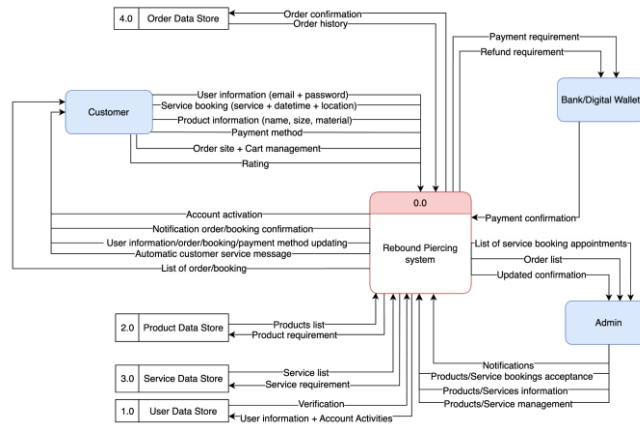 4.0 Order Data Store
Order confirmation
Order history
Payment requirement
Refund requirement
Customer
User information (email + password)
Service booking (service + datetime + location)
Product information (name, size, material)
Payment method
Order site + Cart management
Rating
Bank/Digital Wallet
0.0
Rebound Piercing
system
Payment confirmation
Account activation
Notification order/booking confirmation
User information/order/booking/payment method updating
Automatic customer service message
List of order/booking
List of service booking appointments
Order list
Updated confirmation
Admin
2.0 Product Data Store
Products list
Product requirement
3.0 Service Data Store
Service list
Service requirement
1.0 User Data Store
Verification
User information + Account Activities
Notifications
Products/Service bookings acceptance
Products/Services information
Products/Service management